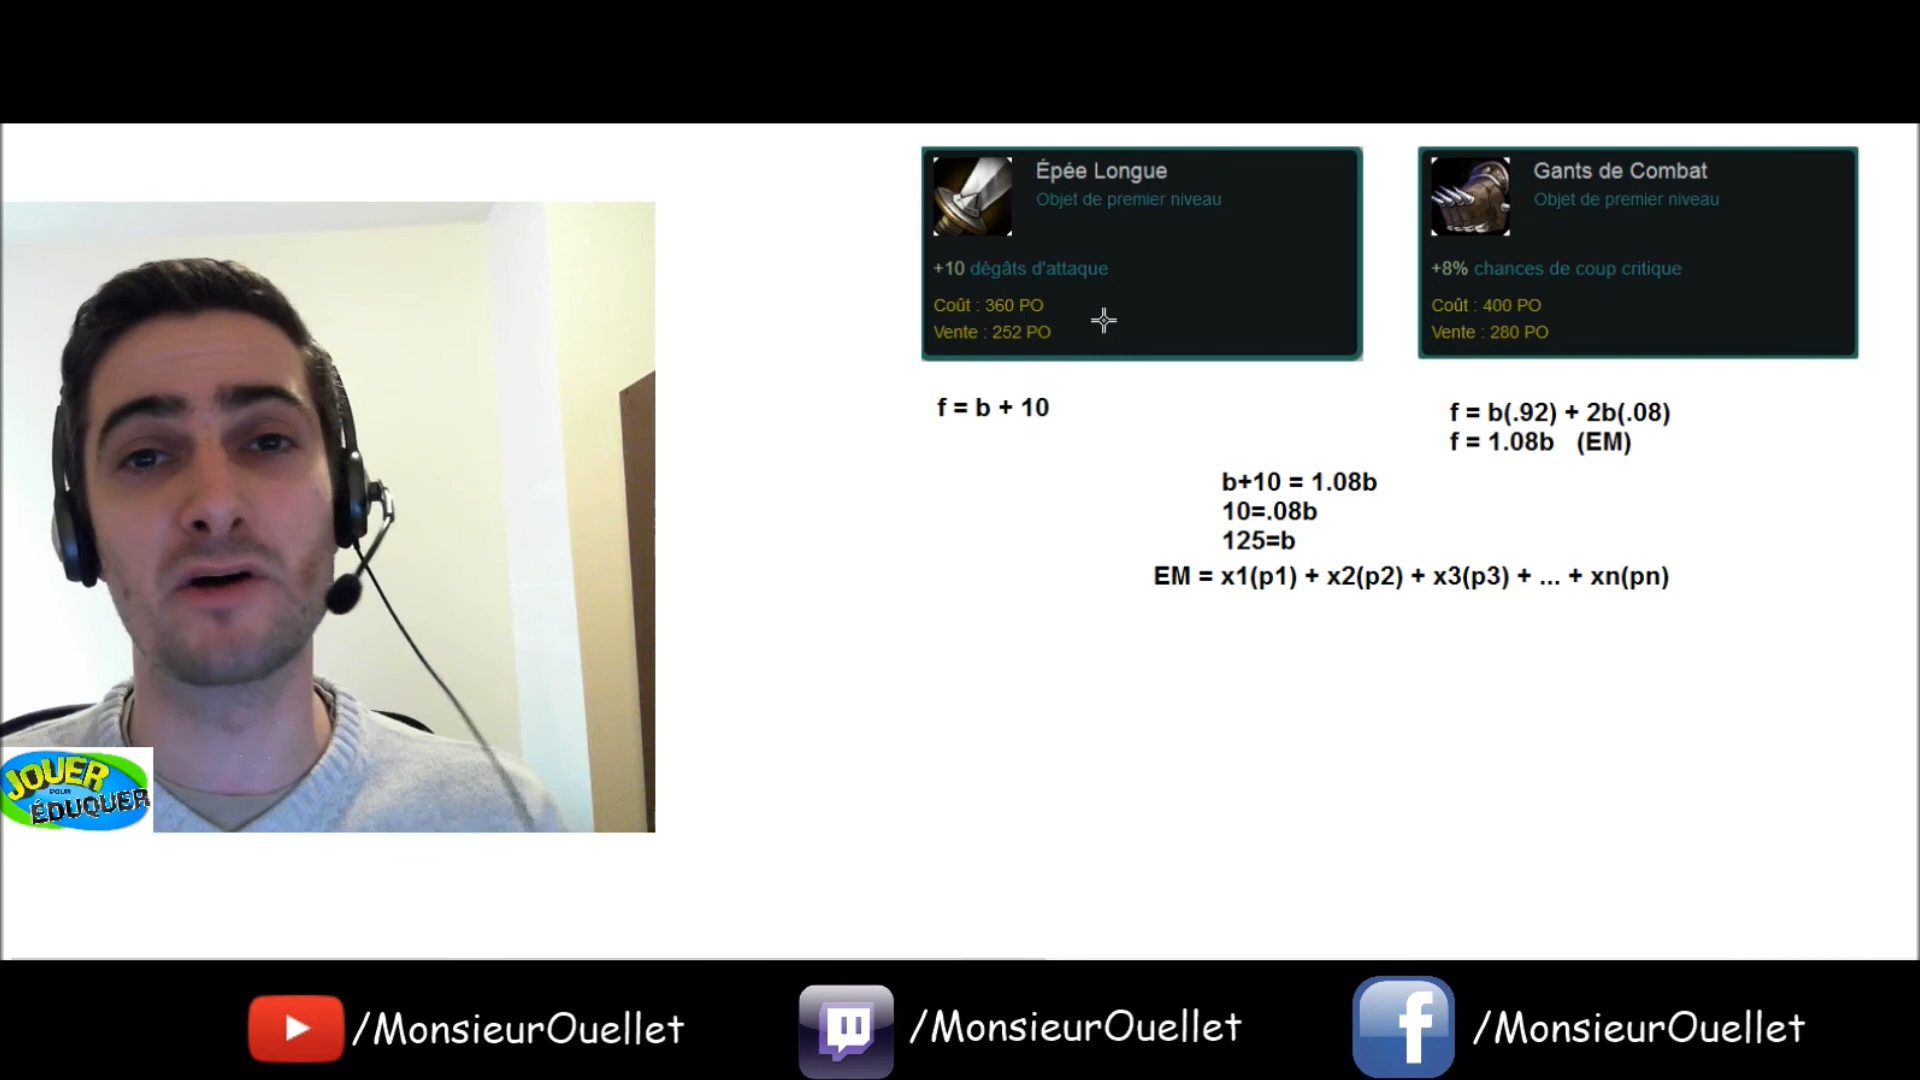 Épée Longue
Objet de premier niveau
+10 dégâts d'attaque
Coût : 360 PO
Vente : 252 PO
Gants de Combat
Objet de premier niveau
+8% chances de coup critique
Coût : 400 PO
Vente : 280 PO
f = b + 10
f = b(.92) + 2b(.08)
f = 1.08b (EM)
b+10 = 1.08b
10=.08b
125=b
EM = x1(p1) + x2(p2) + x3(p3) + ... + xn(pn)
JOUER
POUR
ÉDUQUER
/MonsieurOuellet
/MonsieurOuellet
/MonsieurOuellet